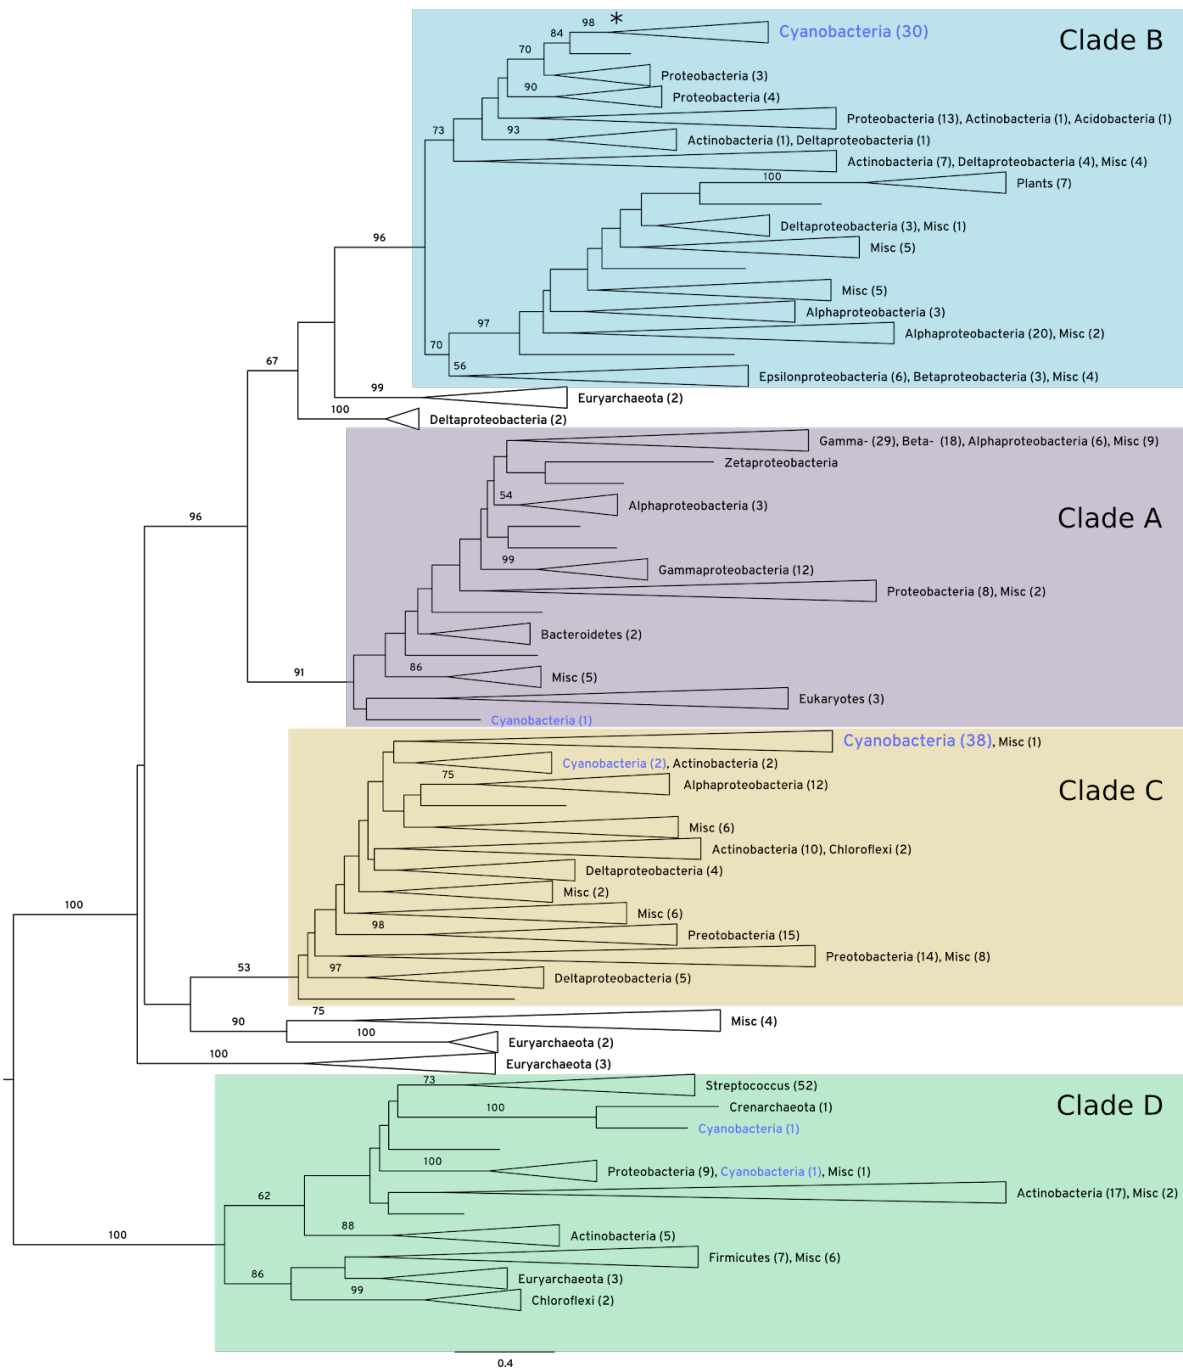 98 *
Cyanobacteria (30)
Clade B
84
70
Proteobacteria (3)
90
Proteobacteria (4)
Proteobacteria (13), Actinobacteria (1), Acidobacteria (1)
73
93
Actinobacteria (1), Deltaproteobacteria (1)
Actinobacteria (7), Deltaproteobacteria (4), Misc (4)
100
Plants (7)
Deltaproteobacteria (3), Misc (1)
96
Misc (5)
Misc (5)
Alphaproteobacteria (3)
97
Alphaproteobacteria (20), Misc (2)
70
56
Epsilonproteobacteria (6), Betaproteobacteria (3), Misc (4)
67
99
Euryarchaeota (2)
100
Deltaproteobacteria (2)
Gamma- (29), Beta- (18), Alphaproteobacteria (6), Misc (9)
Zetaproteobacteria
54
Alphaproteobacteria (3)
Clade A
96
99
Gammaproteobacteria (12)
Proteobacteria (8), Misc (2)
Bacteroidetes (2)
91
86
Misc (5)
Eukaryotes (3)
Cyanobacteria (1)
Cyanobacteria (38), Misc (1)
Cyanobacteria (2), Actinobacteria (2)
75
Alphaproteobacteria (12)
Clade C
Misc (6)
Actinobacteria (10), Chloroflexi (2)
Deltaproteobacteria (4)
Misc (2)
100
Misc (6)
98
Preotobacteria (15)
Preotobacteria (14), Misc (8)
53
97
Deltaproteobacteria (5)
75
Misc (4)
90
100
Euryarchaeota (2)
100
Euryarchaeota (3)
73
Streptococcus (52)
100
Crenarchaeota (1)
Clade D
Cyanobacteria (1)
100
Proteobacteria (9), Cyanobacteria (1), Misc (1)
Actinobacteria (17), Misc (2)
62
88
Actinobacteria (5)
100
Firmicutes (7), Misc (6)
86
Euryarchaeota (3)
99
Chloroflexi (2)
0.4